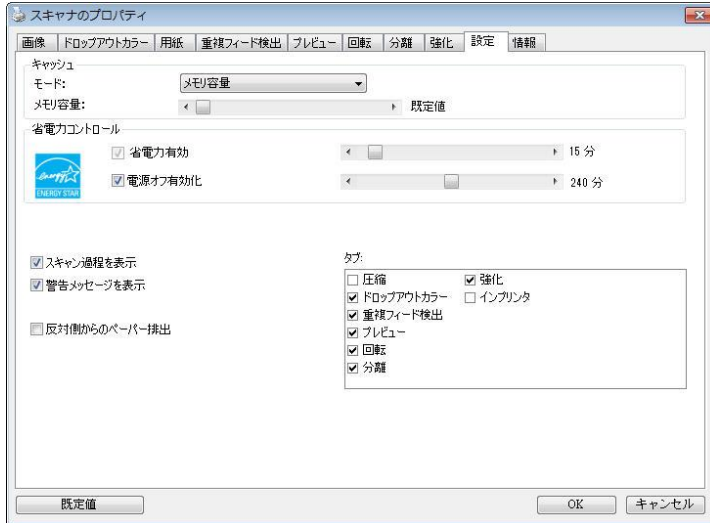 スキャナのプロパティ
画像 ドロップアウトカラー 用紙 重複フィード検出 プレビュー 回転 分離 強化 設定 情報
キャッシュ
モード: メモリ容量
メモリ容量: 既定値
省電力コントロール
省電力有効 15 分
energy
ENERGY STAR
電源オフ有効化 240 分
スキャン過程を表示
警告メッセージを表示
反対側からのペーパー排出
タブ:
圧縮 強化
ドロップアウトカラー インプリンタ
重複フィード検出
プレビュー
回転
分離
既定値 OK キャンセル